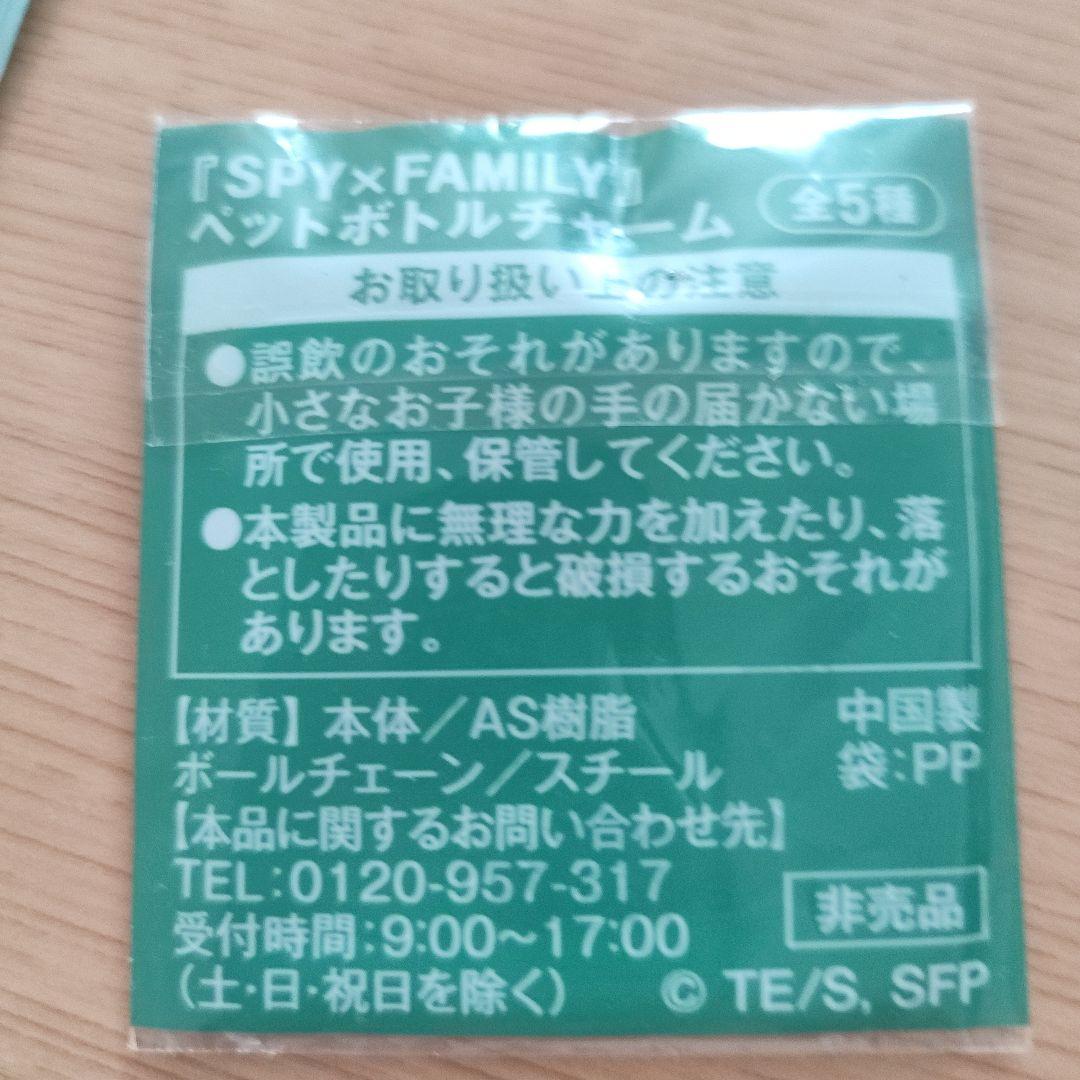 『SPY×FAMILY』
ペットボトルチャーム
全5種
お取り扱い上の注意
●誤飲のおそれがありますので、
小さなお子様の手の届かない場
所で使用、保管してください。
●本製品に無理な力を加えたり、落
としたりすると破損するおそれが
あります。
【材質】本体/AS樹脂
中国製
ボールチェーン/スチール
袋:PP
【本品に関するお問い合わせ先】
TEL:0120-957-317
受付時間:9:00~17:00
非売品
(土・日・祝日を除く)
© TE/S, SFP